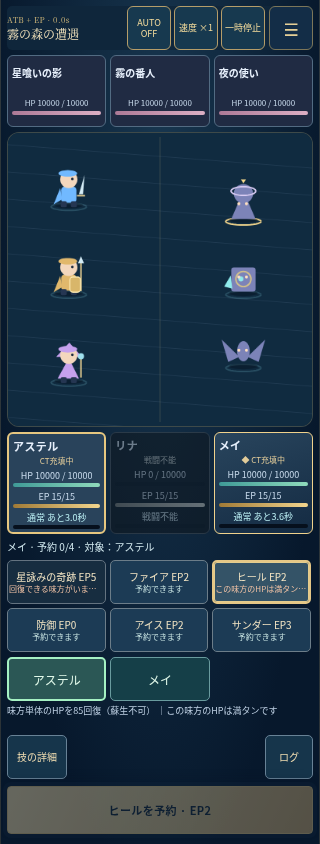 ATB + EP · 0.0s
霧の森の遭遇
AUTO
OFF
速度 ×1
一時停止
☰
星喰いの影
HP 10000 / 10000
霧の番人
HP 10000 / 10000
夜の使い
HP 10000 / 10000
アステル
CT充填中
HP 10000 / 10000
EP 15/15
通常 あと3.0秒
リナ
戦闘不能
HP 0 / 10000
EP 15/15
戦闘不能
メイ
◆ CT充填中
HP 10000 / 10000
EP 15/15
通常 あと3.6秒
メイ · 予約 0/4 · 対象：アステル
星詠みの奇跡 EP5
回復できる味方がいま…
ファイア EP2
予約できます
ヒール EP2
この味方のHPは満タン…
防御 EP0
予約できます
アイス EP2
予約できます
サンダー EP3
予約できます
アステル
メイ
味方単体のHPを85回復（蘇生不可）｜この味方のHPは満タンです
技の詳細
ログ
ヒールを予約 · EP2